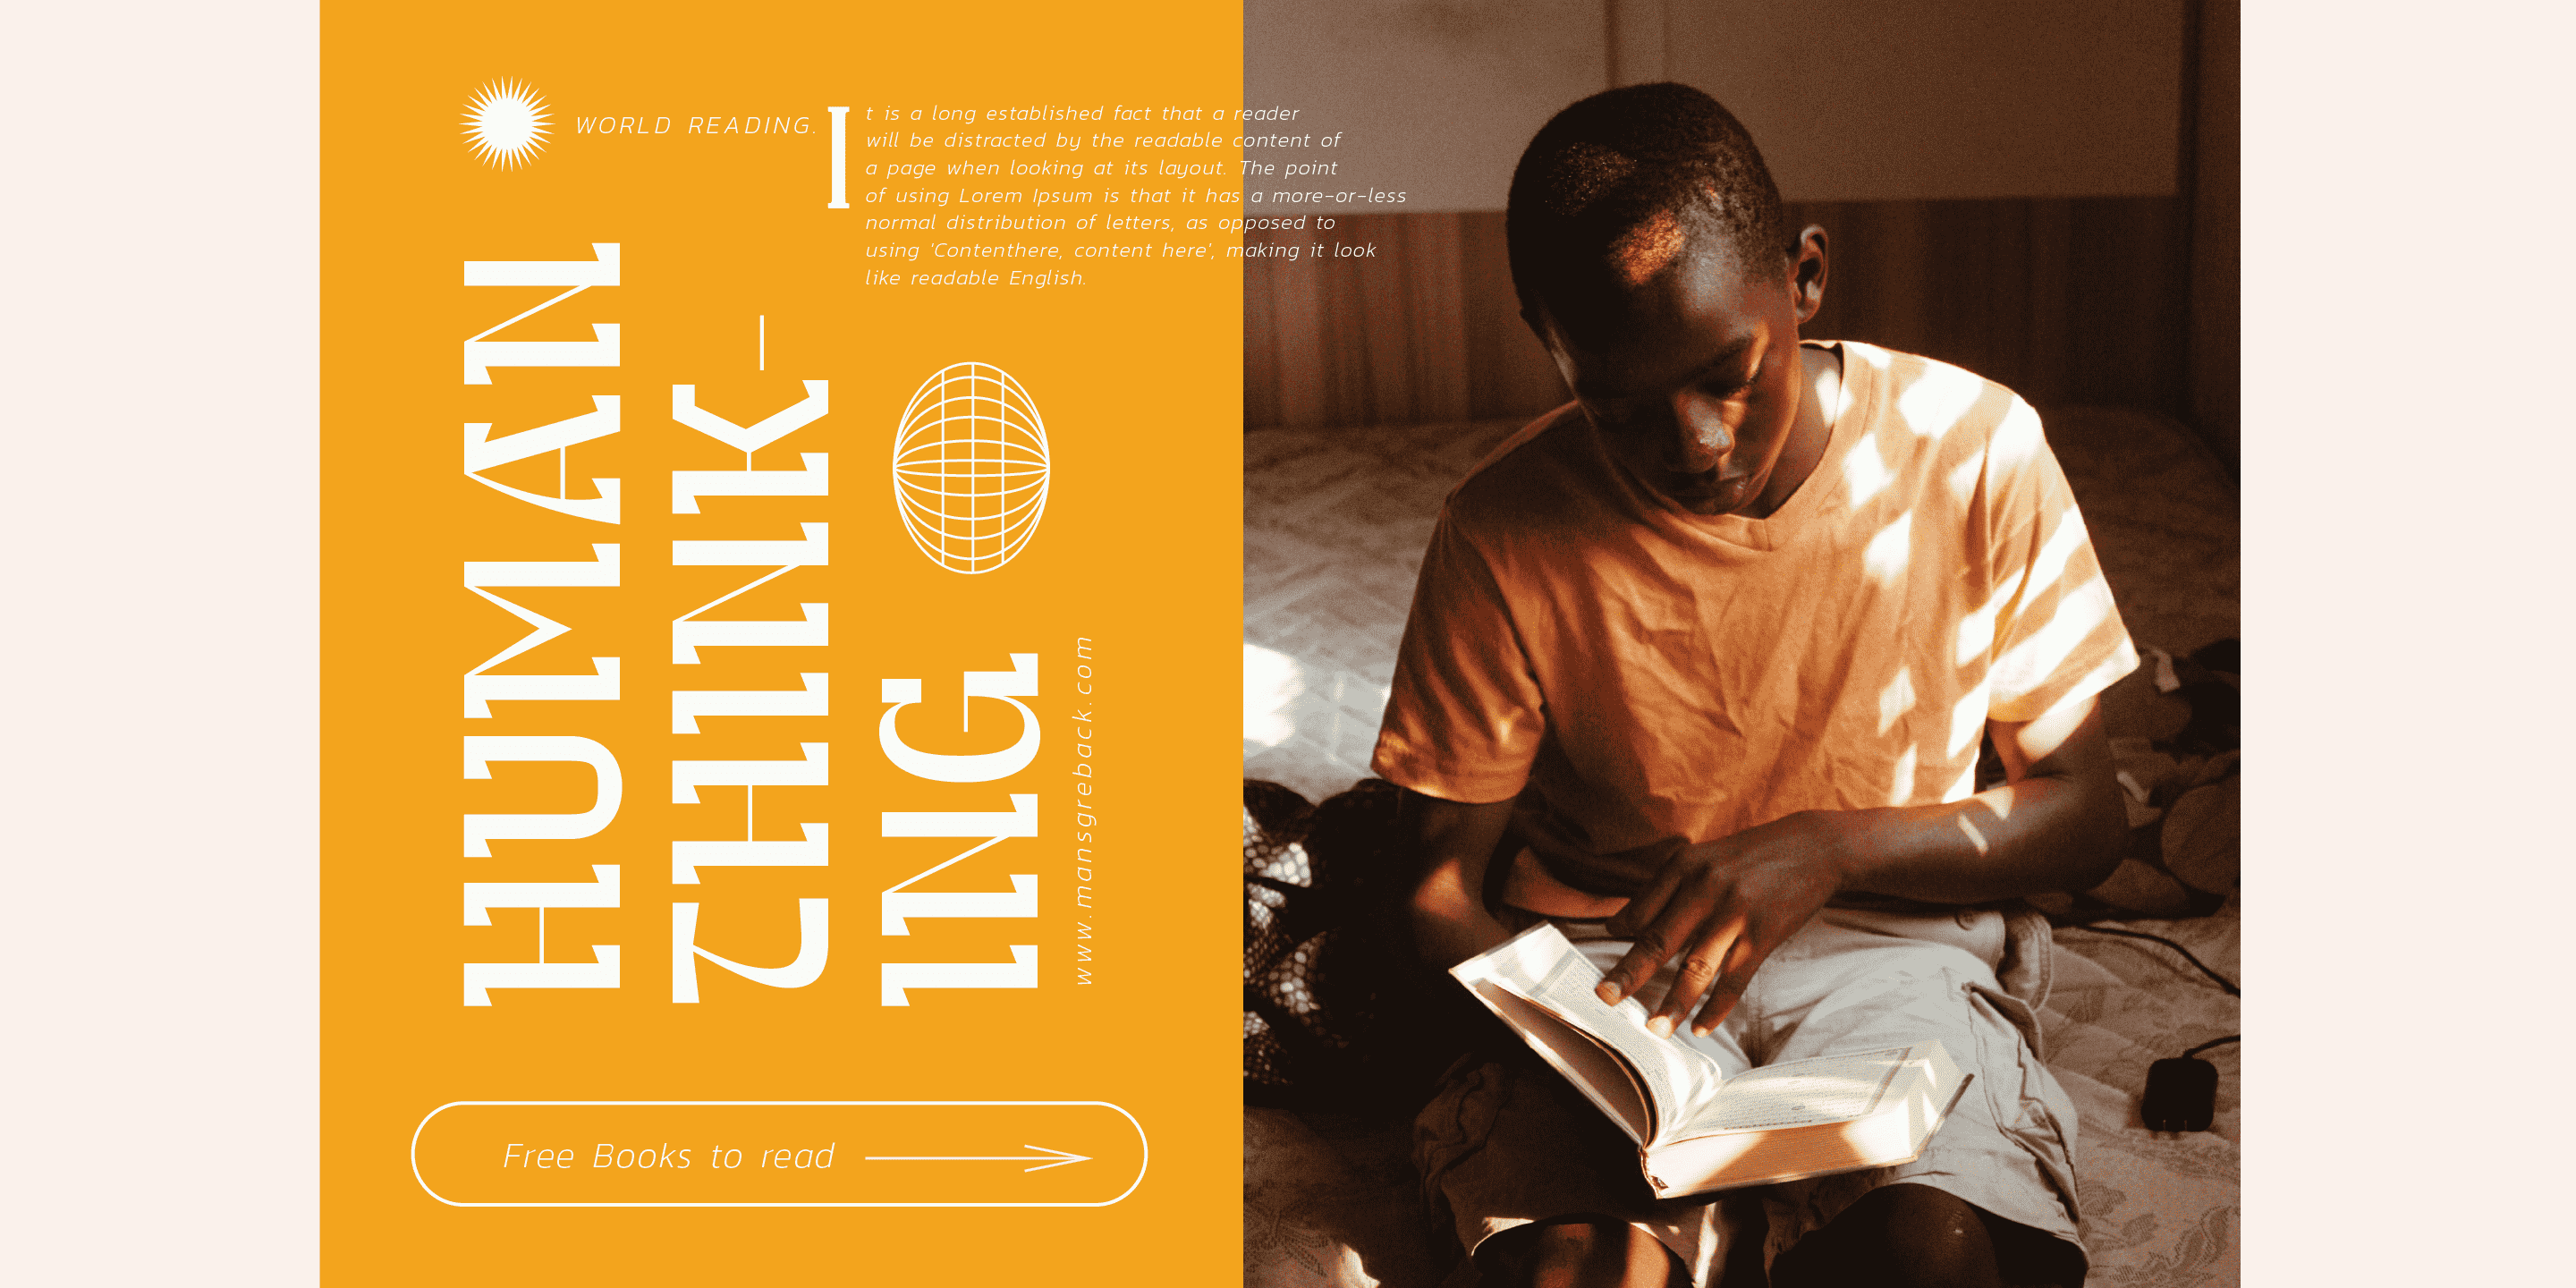 WORLD READING.
It is a long established fact that a reader
will be distracted by the readable content of
a page when looking at its layout. The point
of using Lorem Ipsum is that it has a more-or-less
normal distribution of letters, as opposed to
using 'Contenthere, content here', making it look
like readable English.
HUMAN
THINK-
ING
www.mansgreback.com
Free Books to read